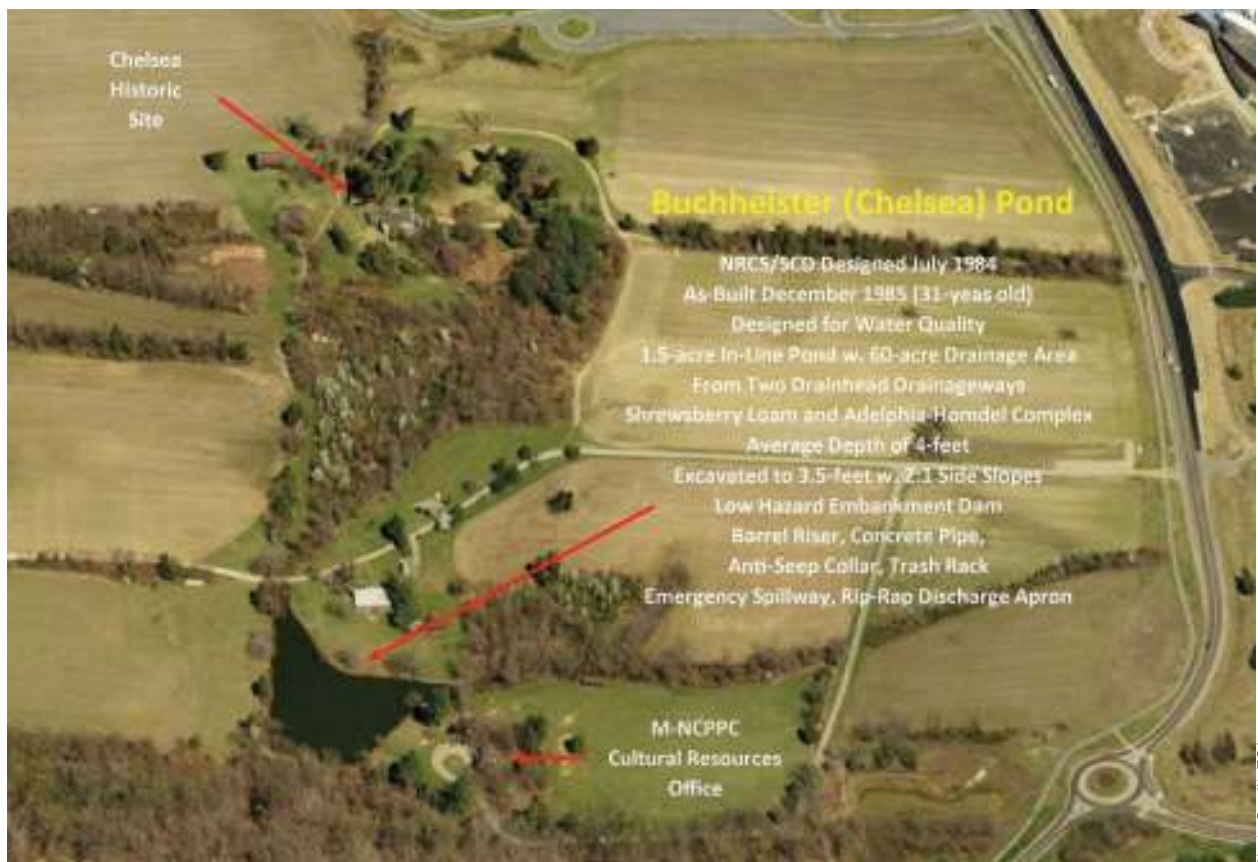 Chelsea
Historic
Site
Buchheister (Chelsea) Pond
NRCS/SCD Designed July 1984
As-Built December 1985 (31-yeas old)
Designed for Water Quality
1.5-acre In-Line Pond w. 60-acre Drainage Area
From Two Drainhead Drainageways
Shrewsberry Loam and Adelphia-Homdel Complex
Average Depth of 4-feet
Excavated to 3.5-feet w. 2:1 Side Slopes
Low Hazard Embankment Dam
Barrel Riser, Concrete Pipe,
Anti-Seep Collar, Trash Rack
Emergency Spillway, Rip-Rap Discharge Apron
M-NCPPC
Cultural Resources
Office